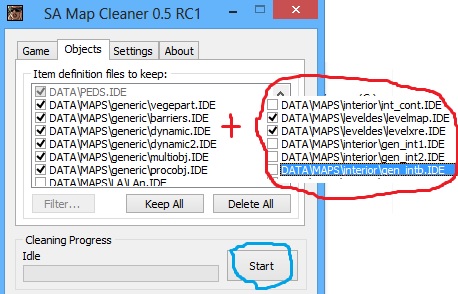 SA Map Cleaner 0.5 RC1
Game Objects Settings About
Item definition files to keep:
DATA\PEDS.IDE
DATA\MAPS\generic\vegepart.IDE
DATA\MAPS\generic\barriers.IDE
DATA\MAPS\generic\dynamic.IDE
DATA\MAPS\generic\dynamic2.IDE
DATA\MAPS\generic\multiobj.IDE
DATA\MAPS\generic\procobj.IDE
DATA\MAPS\LA\LAn.IDE
+
DATA\MAPS\interior\int_cont.IDE
DATA\MAPS\leveldes\levelmap.IDE
DATA\MAPS\leveldes\levelxre.IDE
DATA\MAPS\interior\gen_int1.IDE
DATA\MAPS\interior\gen_int2.IDE
DATA\MAPS\interior\gen_intb.IDE
Filter... Keep All Delete All
Cleaning Progress
Idle
Start